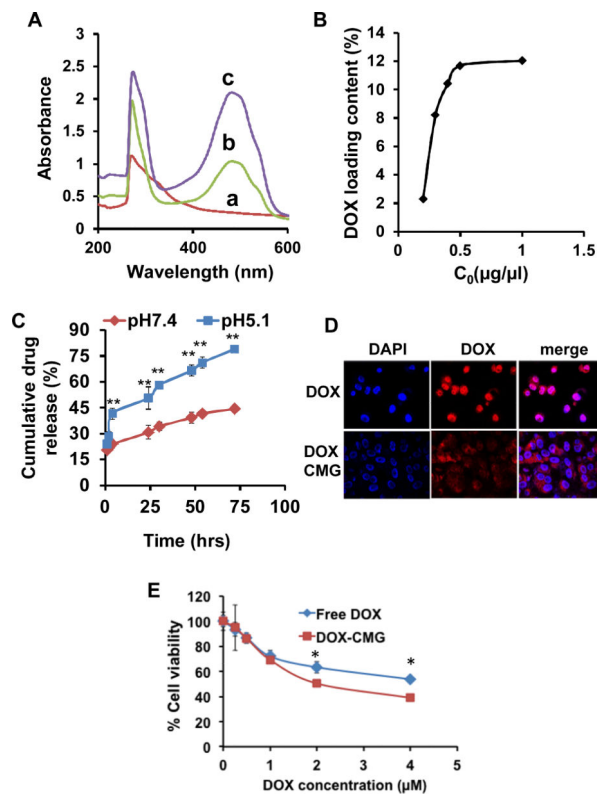 A
Absorbance
3
2.5
2
1.5
1
0.5
0
c
b
a
200 300 400 500 600
Wavelength (nm)
B
DOX loading content (%)
14
12
10
8
6
4
2
0
0 0.5 1 1.5
C₀(µg/µl)
C
pH7.4 pH5.1
Cumulative drug
release (%)
90
75
60
45
30
15
0
** ** ** ** ** **
0 25 50 75 100
Time (hrs)
D
DAPI DOX merge
DOX
DOX
CMG
E
% Cell viability
120
100
80
60
40
20
0
Free DOX
DOX-CMG
* *
0 1 2 3 4 5
DOX concentration (µM)